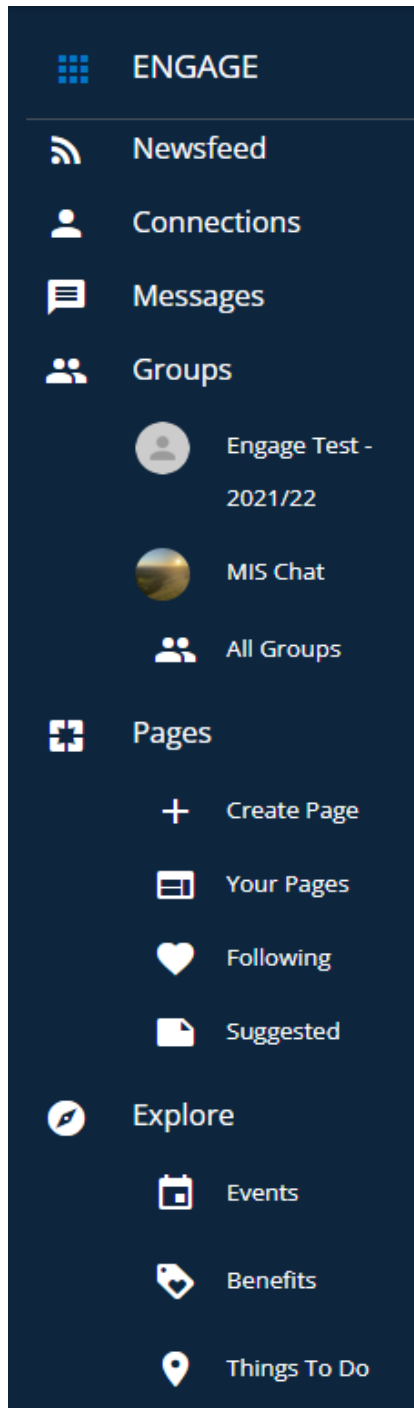 ENGAGE
Newsfeed
Connections
Messages
Groups
Engage Test -
2021/22
MIS Chat
All Groups
Pages
Create Page
Your Pages
Following
Suggested
Explore
Events
Benefits
Things To Do